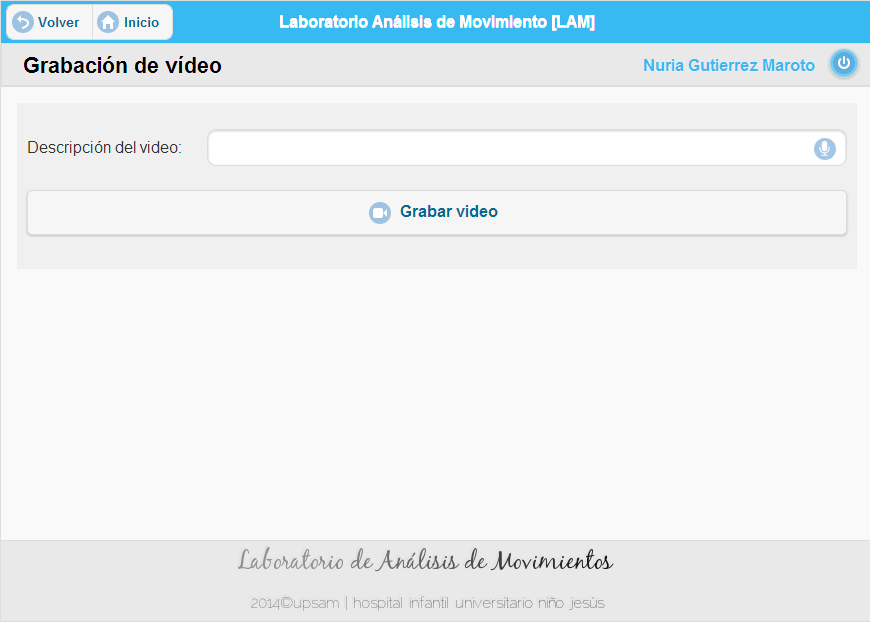 Volver Inicio Laboratorio Análisis de Movimiento [LAM]
Grabación de vídeo Nuria Gutierrez Maroto
Descripción del video:
Grabar video
Laboratorio de Análisis de Movimientos
2014©upsam | hospital infantil universitario niño jesús